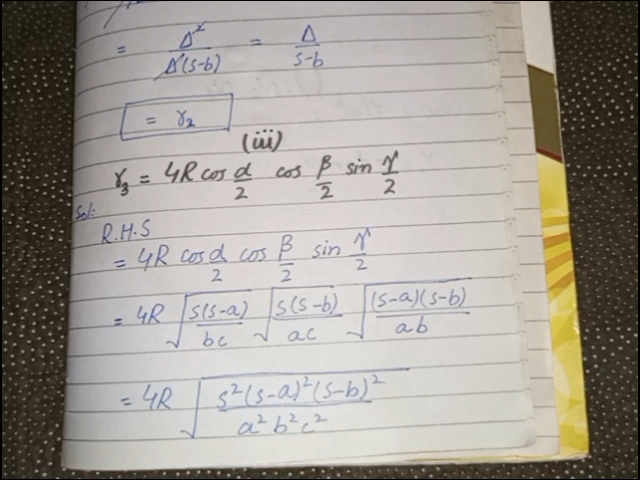 = Δ² / Δ(s-b) = Δ / s-b
= r₂
(iii)
r₃ = 4R cos α/2 cos β/2 sin γ/2
Sol:
R.H.S
= 4R cos α/2 cos β/2 sin γ/2
= 4R √(s(s-a)/bc) √(s(s-b)/ac) √((s-a)(s-b)/ab)
= 4R √(s²(s-a)²(s-b)²/a²b²c²)